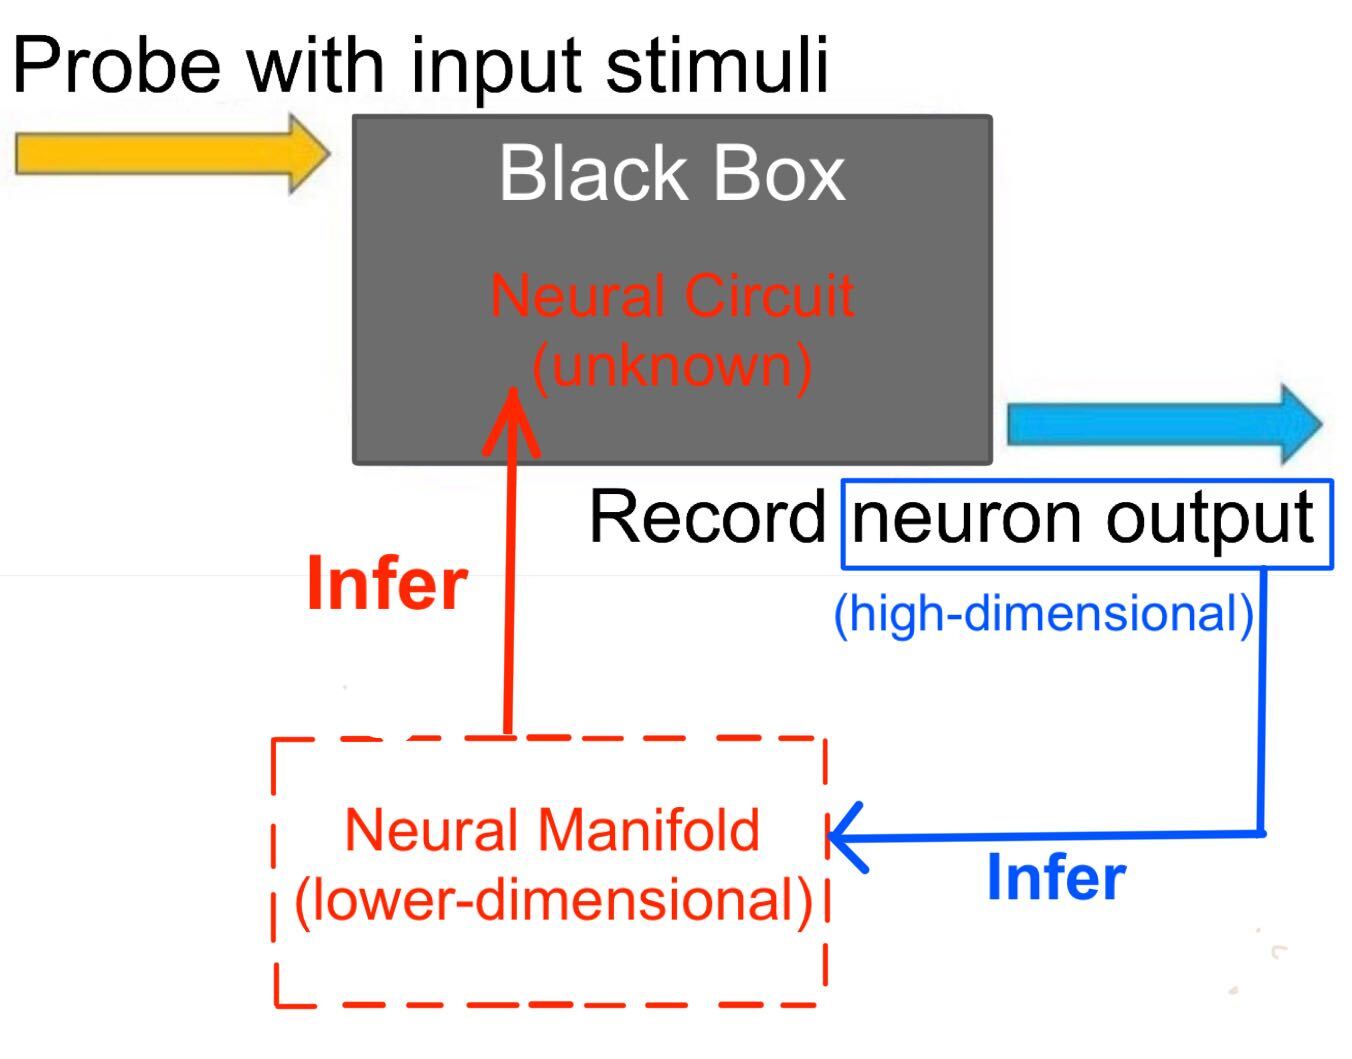 Probe with input stimuli
Black Box
Neural Circuit
(unknown)
Record neuron output
(high-dimensional)
Infer
Neural Manifold
(lower-dimensional)
Infer